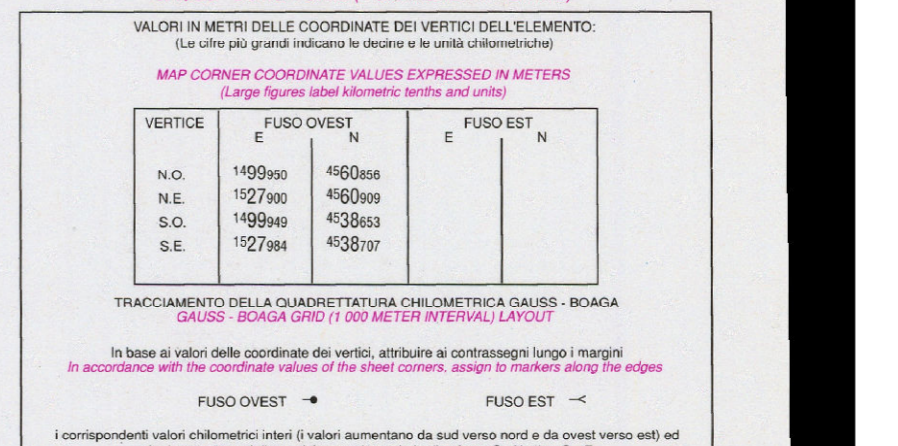 VALORI IN METRI DELLE COORDINATE DEI VERTICI DELL'ELEMENTO:
(Le cifre più grandi indicano le decine e le unità chilometriche)
MAP CORNER COORDINATE VALUES EXPRESSED IN METERS
(Large figures label kilometric tenths and units)
VERTICE FUSO OVEST FUSO EST
E N E N
N.O. 1499950 4560856
N.E. 1527900 4560909
S.O. 1499949 4538653
S.E. 1527984 4538707
TRACCIAMENTO DELLA QUADRETTATURA CHILOMETRICA GAUSS - BOAGA
GAUSS - BOAGA GRID (1 000 METER INTERVAL) LAYOUT
In base ai valori delle coordinate dei vertici, attribuire ai contrassegni lungo i margini
In accordance with the coordinate values of the sheet corners, assign to markers along the edges
FUSO OVEST FUSO EST
i corrispondenti valori chilometrici interi (i valori aumentano da sud verso nord e da ovest verso est) ed